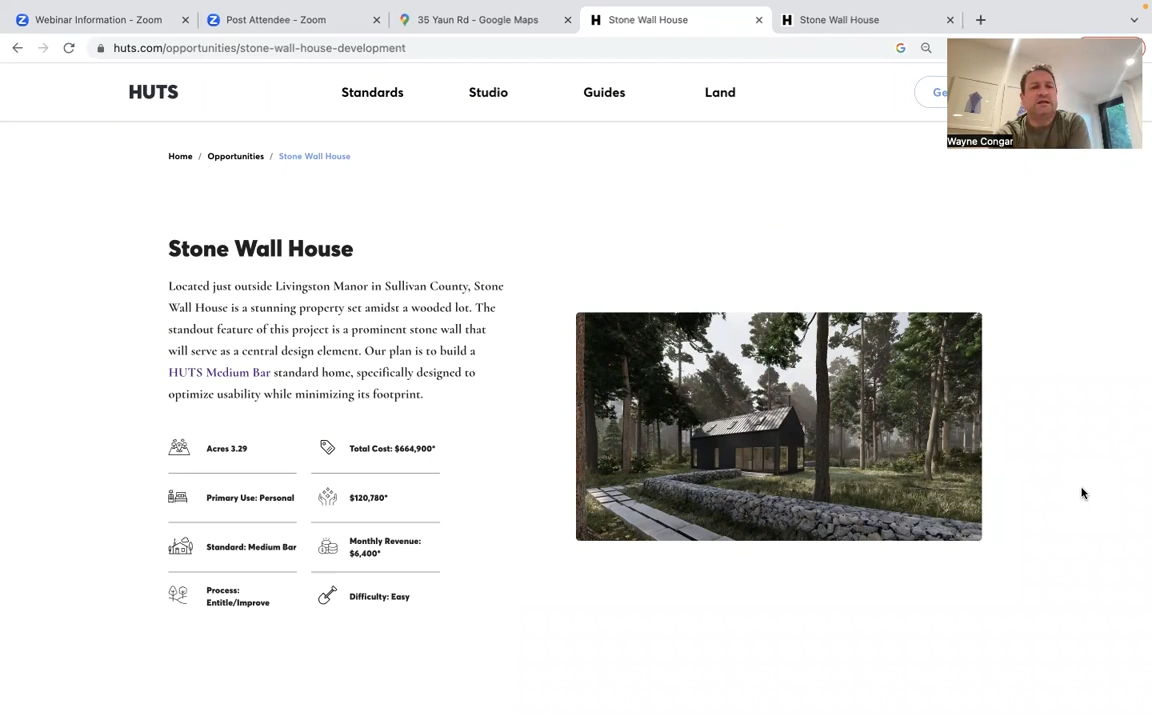 Webinar Information - Zoom
Post Attendee - Zoom
35 Yaun Rd - Google Maps
Stone Wall House
Stone Wall House
huts.com/opportunities/stone-wall-house-development
HUTS
Standards
Studio
Guides
Land
Ge
Wayne Congar
Home / Opportunities / Stone Wall House
Stone Wall House
Located just outside Livingston Manor in Sullivan County, Stone
Wall House is a stunning property set amidst a wooded lot. The
standout feature of this project is a prominent stone wall that
will serve as a central design element. Our plan is to build a
HUTS Medium Bar standard home, specifically designed to
optimize usability while minimizing its footprint.
Acres 3.29
Total Cost: $664,900*
Primary Use: Personal
$120,780*
Standard: Medium Bar
Monthly Revenue:
$6,400*
Process:
Entitle/Improve
Difficulty: Easy